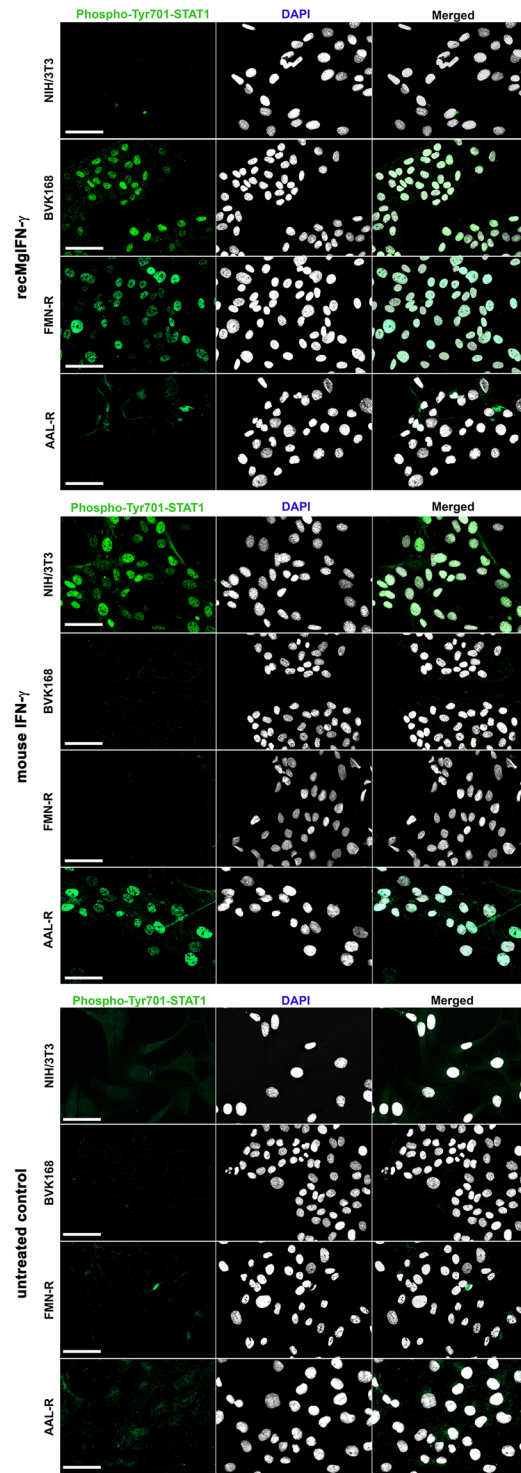 Phospho-Tyr701-STAT1 DAPI Merged
recMgIFN-γ
NIH/3T3
BVK168
FMN-R
AAL-R
Phospho-Tyr701-STAT1 DAPI Merged
mouse IFN-γ
NIH/3T3
BVK168
FMN-R
AAL-R
Phospho-Tyr701-STAT1 DAPI Merged
untreated control
NIH/3T3
BVK168
FMN-R
AAL-R